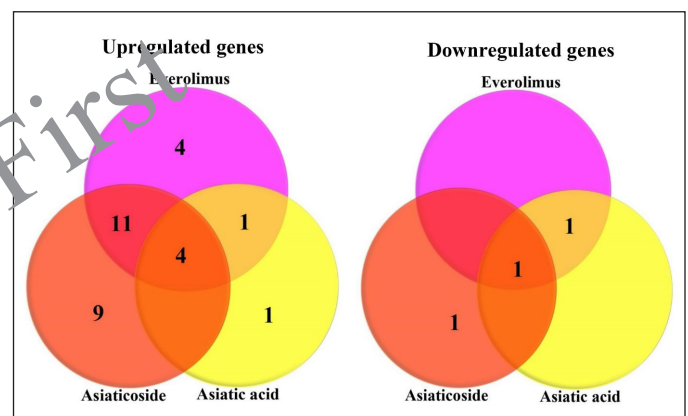 Upregulated genes
Everolimus
4
11
1
4
9
1
Asiaticoside
Asiatic acid
Downregulated genes
Everolimus
1
1
1
Asiaticoside
Asiatic acid
First